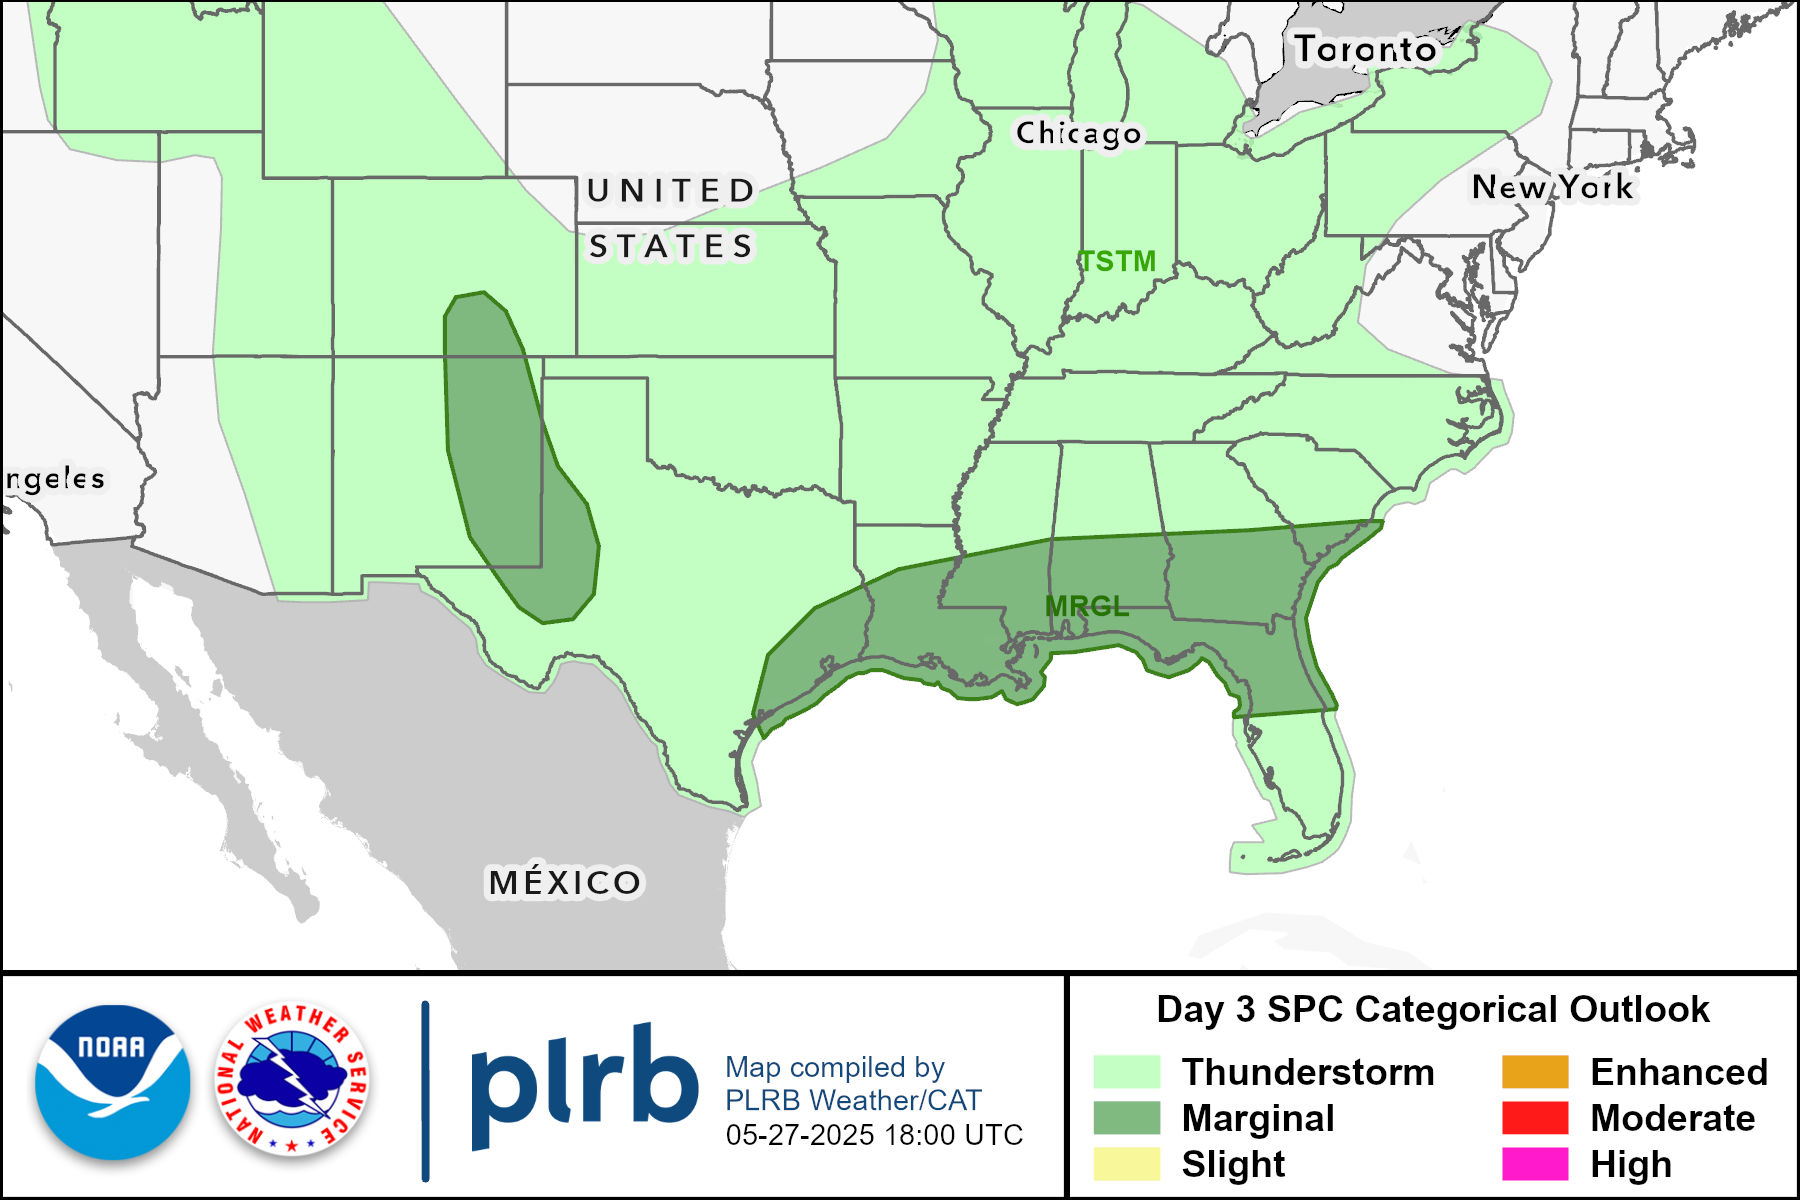 Toronto
Chicago
New York
UNITED
STATES
TSTM
ngeles
MRGL
MÉXICO
NOAA
NATIONAL WEATHER SERVICE
plrb
Map compiled by
PLRB Weather/CAT
05-27-2025 18:00 UTC
Day 3 SPC Categorical Outlook
Thunderstorm
Marginal
Slight
Enhanced
Moderate
High